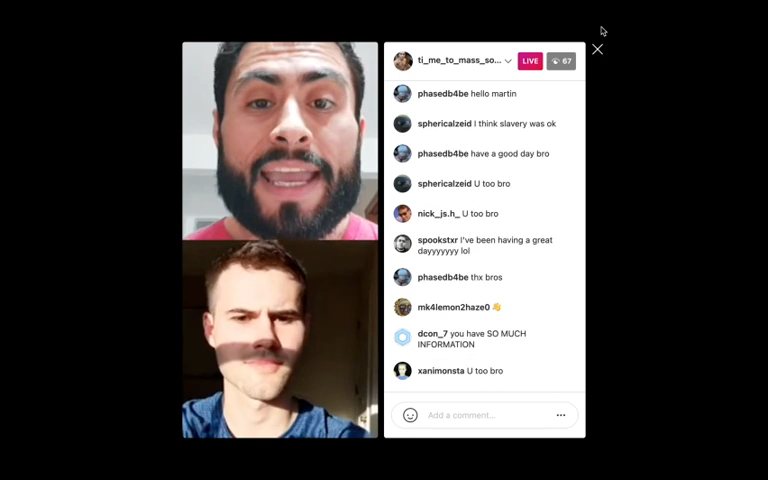 ti_me_to_mass_so...
LIVE
67
phasedb4be hello martin
sphericalzeid I think slavery was ok
phasedb4be have a good day bro
sphericalzeid U too bro
nick_js.h_ U too bro
spookstxr I've been having a great
dayyyyyyy lol
phasedb4be thx bros
mk4lemon2haze0 👋
dcon_7 you have SO MUCH
INFORMATION
xanimonsta U too bro
Add a comment...